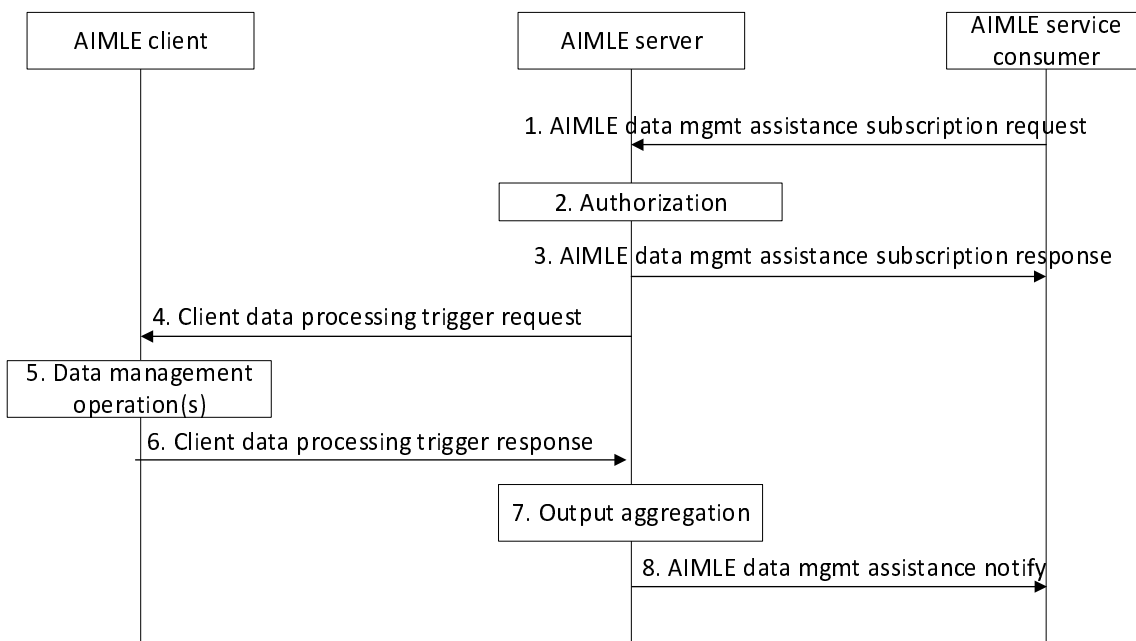 AIMLE client
AIMLE server
AIMLE service
consumer
1. AIMLE data mgmt assistance subscription request
2. Authorization
3. AIMLE data mgmt assistance subscription response
4. Client data processing trigger request
5. Data management
operation(s)
6. Client data processing trigger response
7. Output aggregation
8. AIMLE data mgmt assistance notify